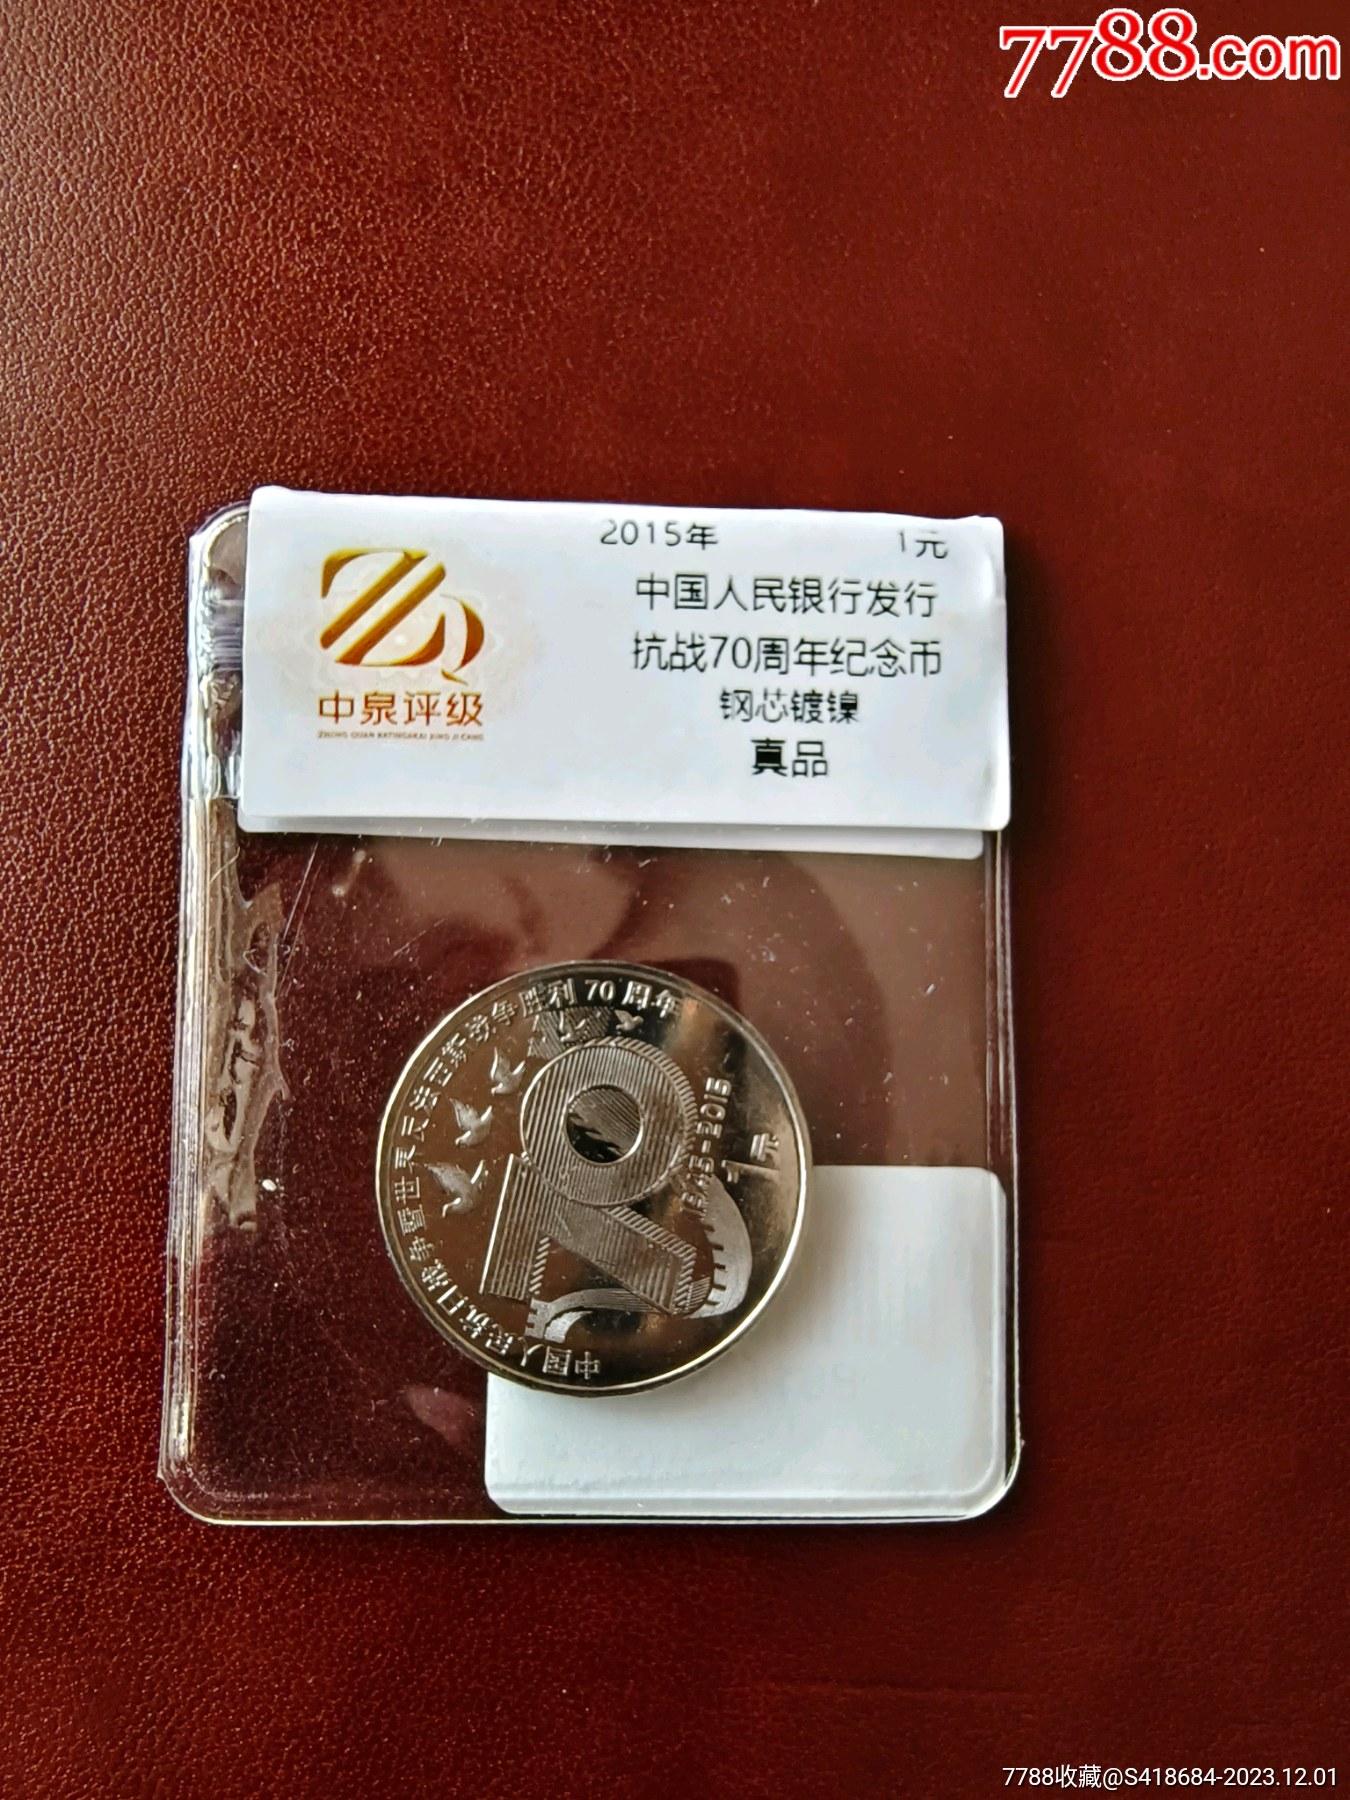 7788.com
2015年 1元
中国人民银行发行
抗战70周年纪念币
钢芯镀镍
真品
中泉评级
中国人民抗日战争暨世界反法西斯战争胜利70周年
1945-2015
1元
7788收藏@S418684-2023.12.01